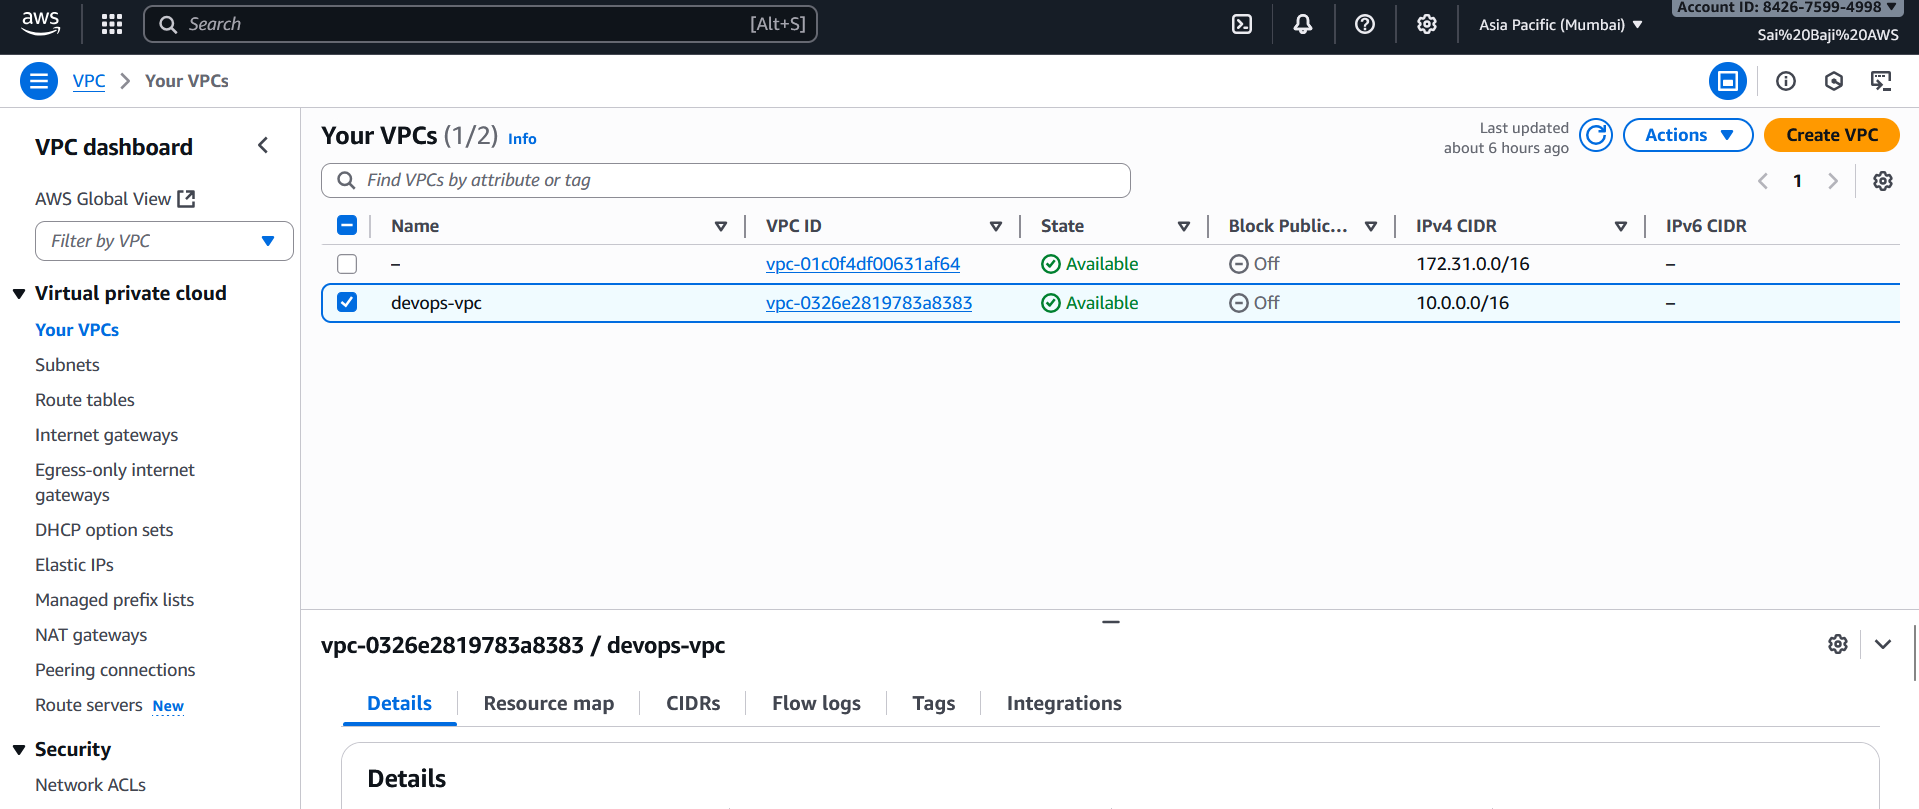 aws
Search [Alt+S]
Asia Pacific (Mumbai)
Account ID: 8426-7599-4998
Sai%20Baji%20AWS
VPC > Your VPCs
VPC dashboard
AWS Global View
Filter by VPC
Virtual private cloud
Your VPCs
Subnets
Route tables
Internet gateways
Egress-only internet
gateways
DHCP option sets
Elastic IPs
Managed prefix lists
NAT gateways
Peering connections
Route servers New
Security
Network ACLs
Your VPCs (1/2) Info
Last updated
about 6 hours ago
Actions
Create VPC
Find VPCs by attribute or tag
1
Name VPC ID State Block Public... IPv4 CIDR IPv6 CIDR
– vpc-01c0f4df00631af64 Available Off 172.31.0.0/16 –
devops-vpc vpc-0326e2819783a8383 Available Off 10.0.0.0/16 –
vpc-0326e2819783a8383 / devops-vpc
Details Resource map CIDRs Flow logs Tags Integrations
Details